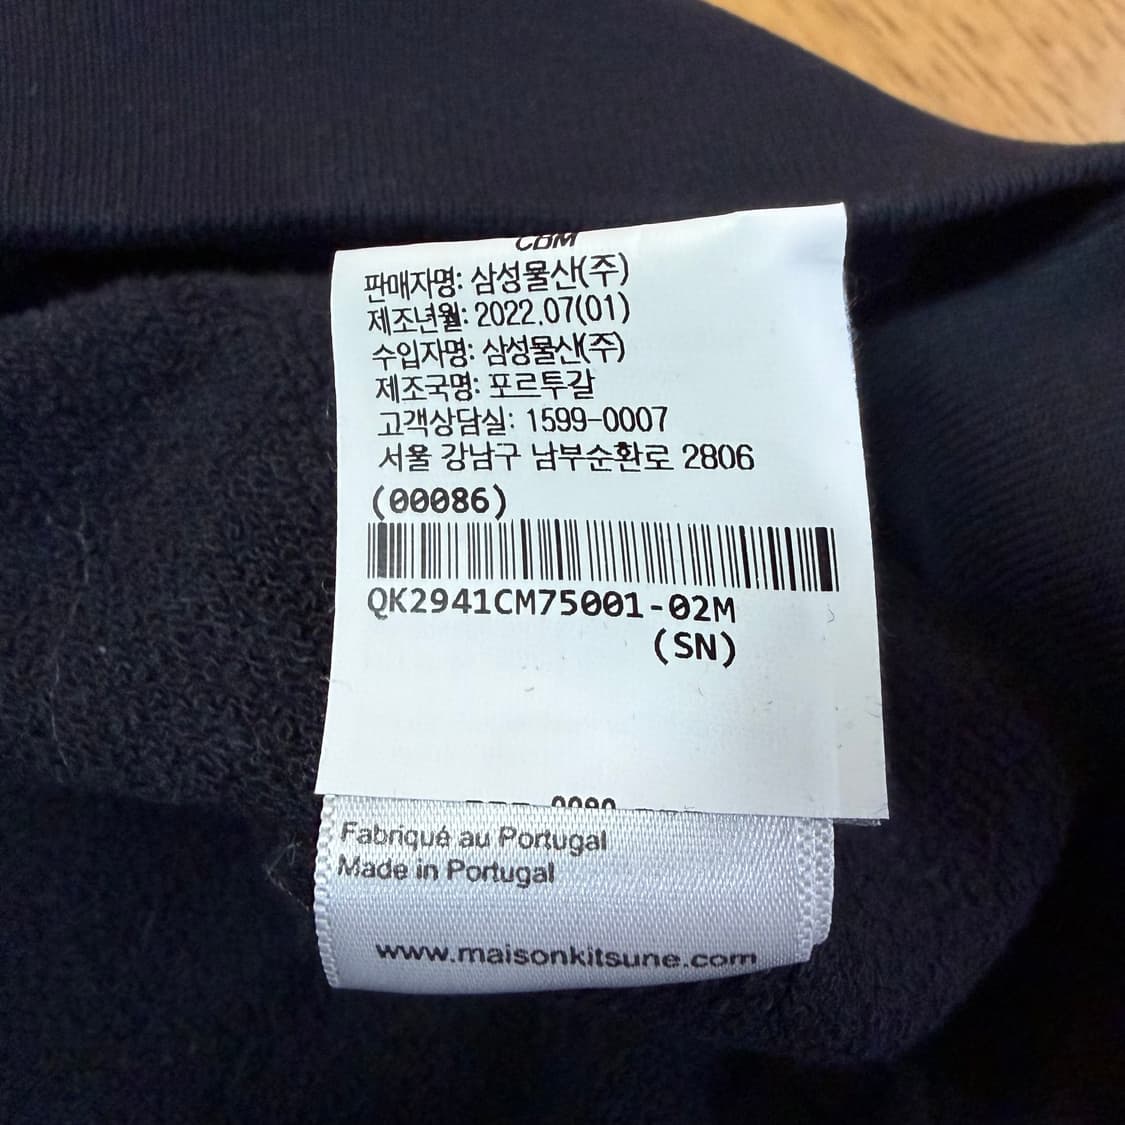 CDM
판매자명: 삼성물산(주)
제조년월: 2022.07(01)
수입자명: 삼성물산(주)
제조국명: 포르투갈
고객상담실: 1599-0007
서울 강남구 남부순환로 2806
(00086)
QK2941CM75001-02M
(SN)
Fabriqué au Portugal
Made in Portugal
www.maisonkitsune.com